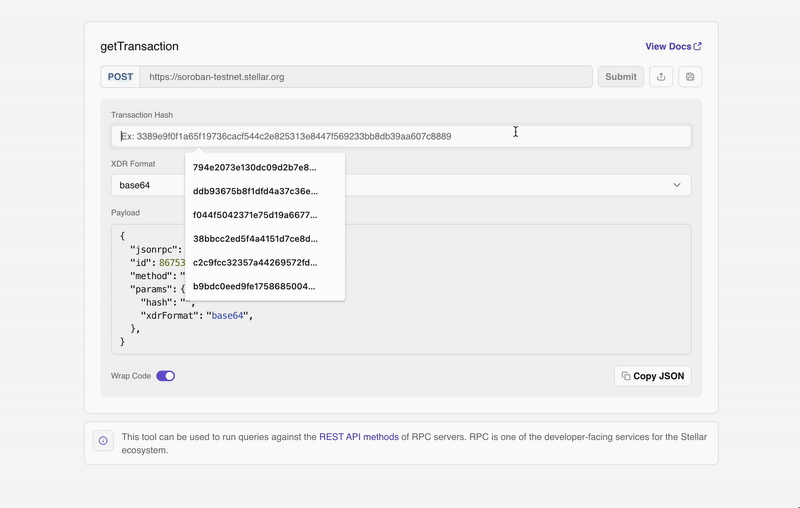 getTransaction
View Docs
POST
https://soroban-testnet.stellar.org
Submit
Transaction Hash
Ex: 3389e9f0f1a65f19736cacf544c2e825313e8447f569233bb8db39aa607c8889
794e2073e130dc09d2b7e8...
ddb93675b8f1dfd4a37c36e...
f044f5042371e75d19a6677...
38bbcc2ed5f4a4151d7ce8d...
c2c9fcc32357a44269572fd...
b9bdc0eed9fe1758685004...
XDR Format
base64
Payload
{
"jsonrpc":
"id": 86753
"method": "
"params": {
"hash": "",
"xdrFormat": "base64",
},
}
Wrap Code
Copy JSON
This tool can be used to run queries against the REST API methods of RPC servers. RPC is one of the developer-facing services for the Stellar
ecosystem.